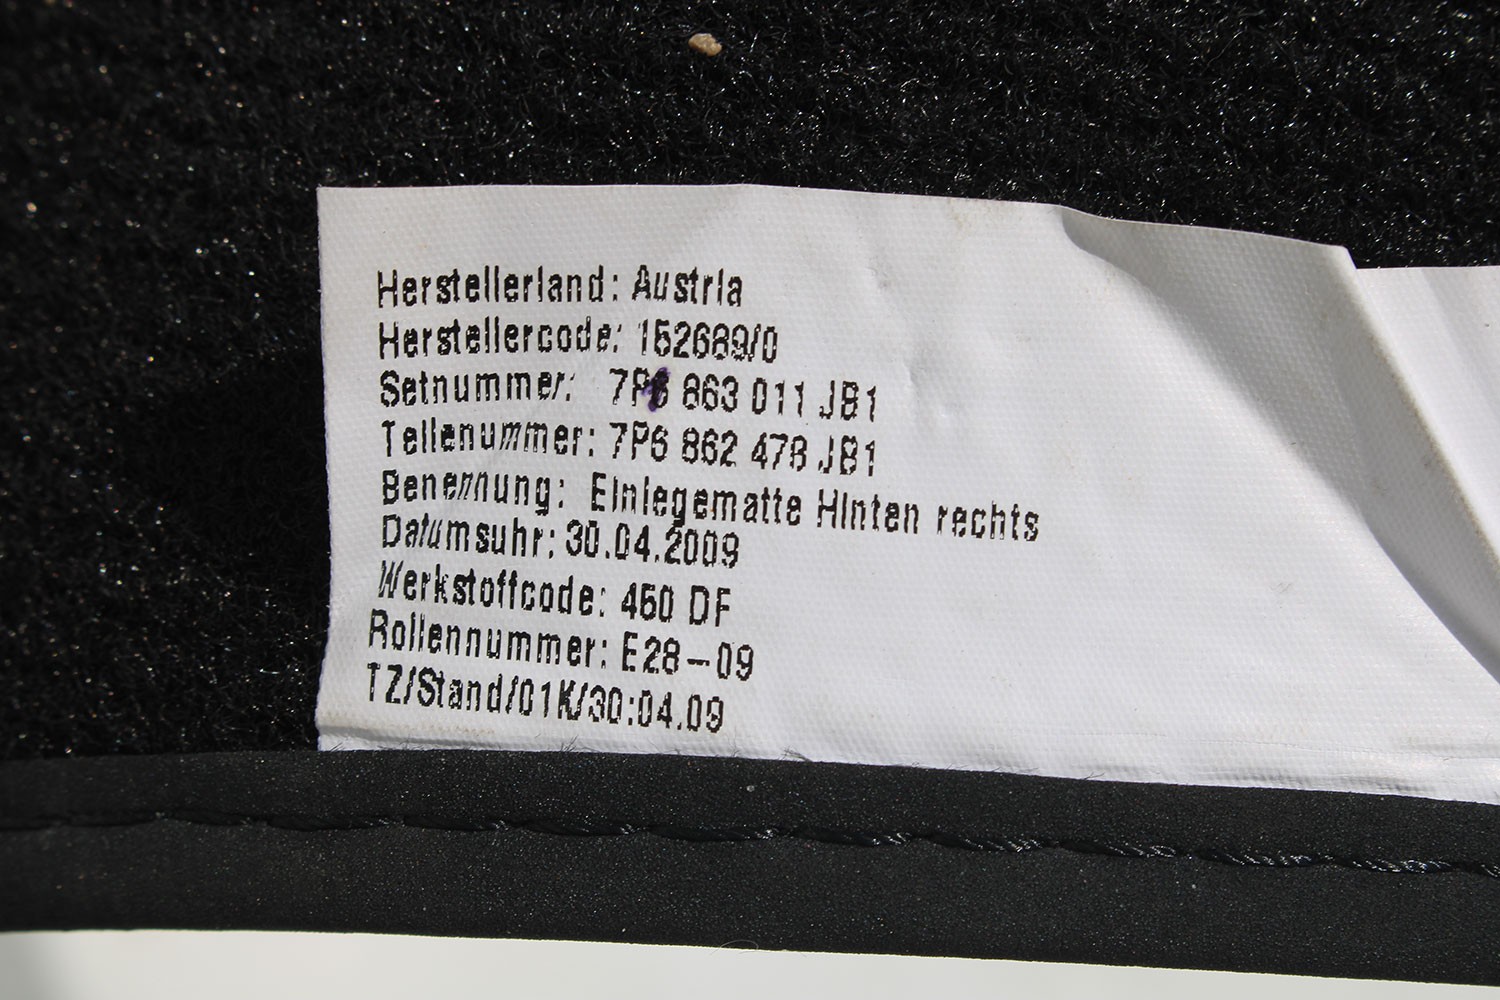 Herstellerland: Austria
Herstellercode: 152689/0
Setnummer: 863 011 JB1
Teilenummer: 7P6 862 478 JB1
Benennung: Einlegematte Hinten rechts
Datumsuhr: 30.04.2009
Werkstoffcode: 450 DF
Rollennummer: E28-09
TZ/Stand/01K/30:04.09